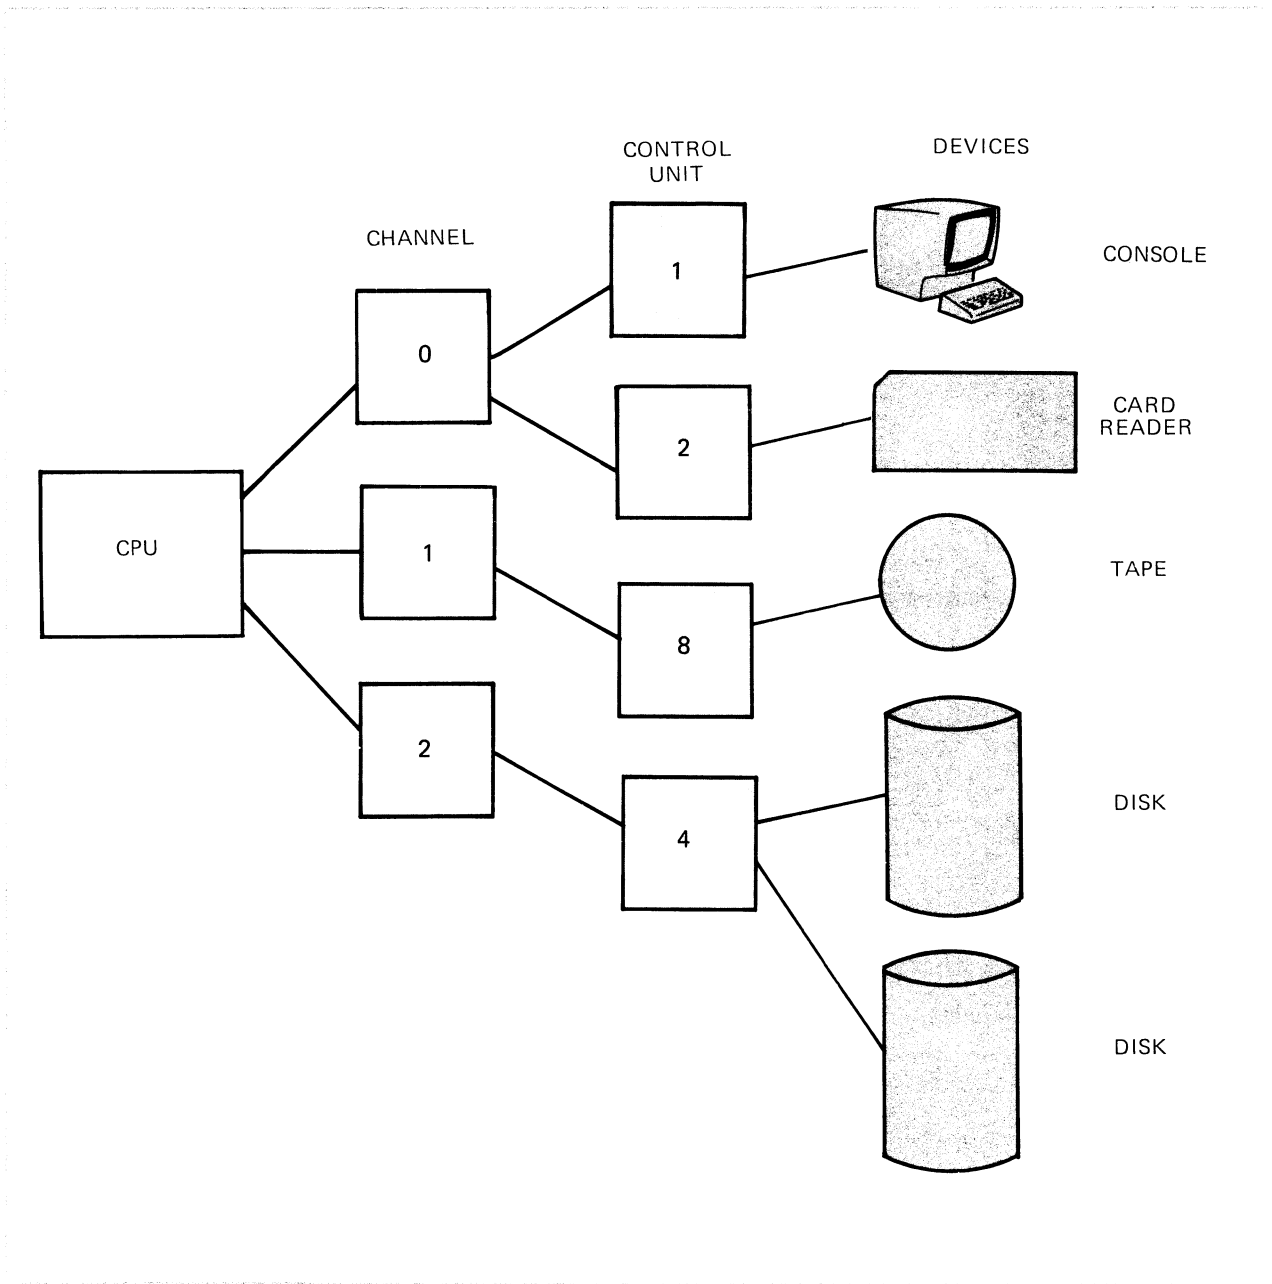 CONTROL
UNIT
DEVICES
CHANNEL
1
CONSOLE
0
2
CARD
READER
CPU
1
8
TAPE
2
4
DISK
DISK